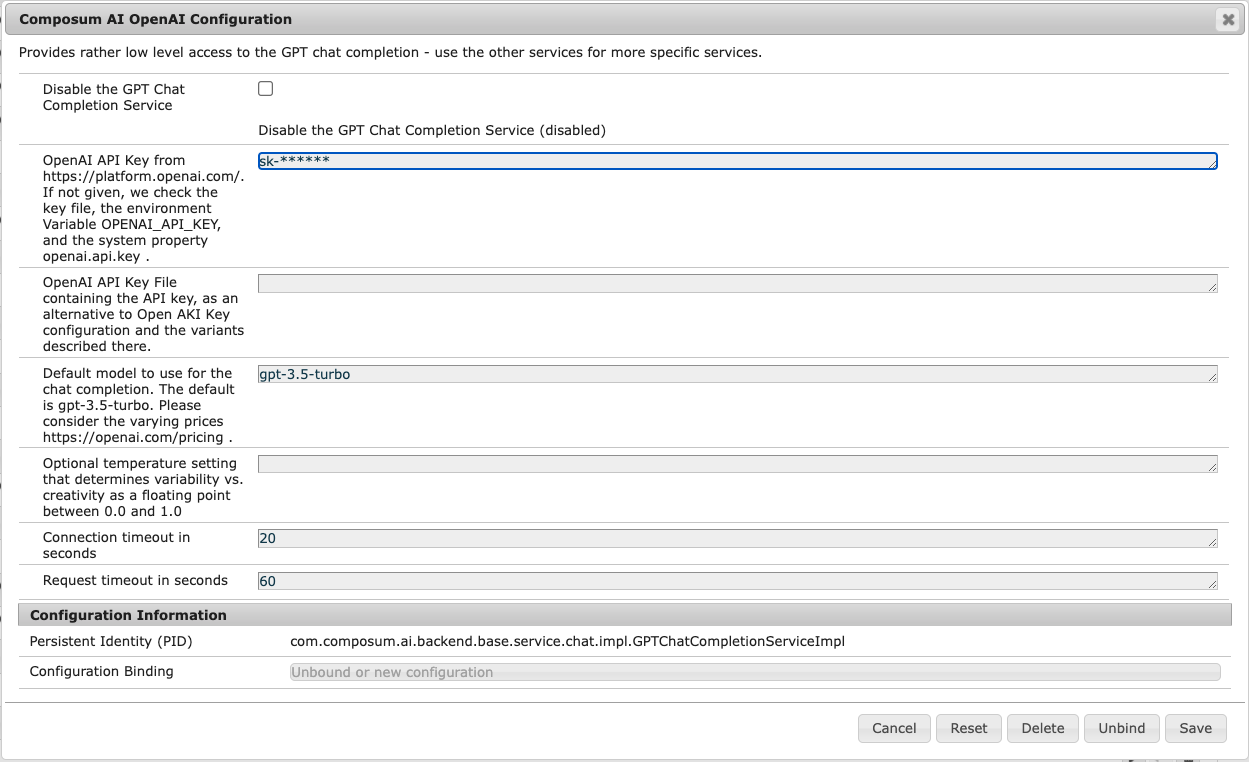 Composum AI OpenAI Configuration
Provides rather low level access to the GPT chat completion - use the other services for more specific services.
Disable the GPT Chat
Completion Service
Disable the GPT Chat Completion Service (disabled)
OpenAI API Key from
https://platform.openai.com/.
If not given, we check the
key file, the environment
Variable OPENAI_API_KEY,
and the system property
openai.api.key .
sk-******
OpenAI API Key File
containing the API key, as an
alternative to Open AKI Key
configuration and the variants
described there.
Default model to use for the
chat completion. The default
is gpt-3.5-turbo. Please
consider the varying prices
https://openai.com/pricing .
gpt-3.5-turbo
Optional temperature setting
that determines variability vs.
creativity as a floating point
between 0.0 and 1.0
Connection timeout in
seconds
20
Request timeout in seconds
60
Configuration Information
Persistent Identity (PID)
com.composum.ai.backend.base.service.chat.impl.GPTChatCompletionServiceImpl
Configuration Binding
Unbound or new configuration
Cancel
Reset
Delete
Unbind
Save